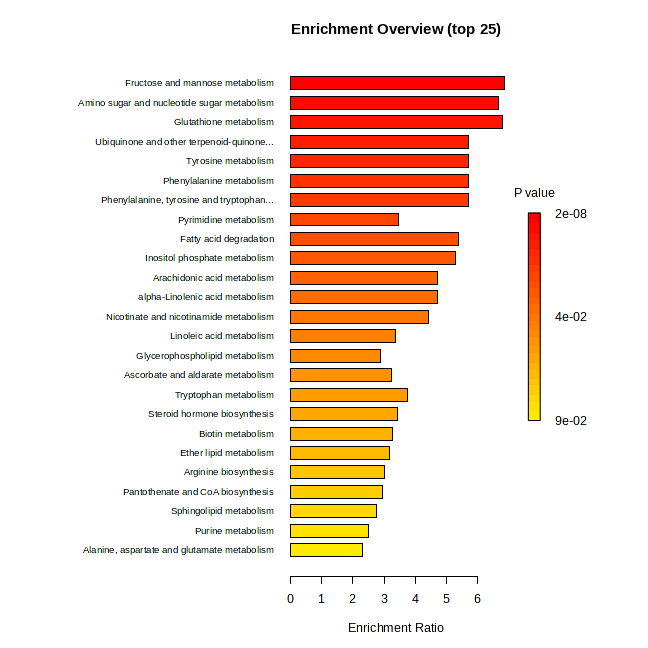 Enrichment Overview (top 25)
Fructose and mannose metabolism
Amino sugar and nucleotide sugar metabolism
Glutathione metabolism
Ubiquinone and other terpenoid-quinone...
Tyrosine metabolism
Phenylalanine metabolism
Phenylalanine, tyrosine and tryptophan...
Pyrimidine metabolism
Fatty acid degradation
Inositol phosphate metabolism
Arachidonic acid metabolism
alpha-Linolenic acid metabolism
Nicotinate and nicotinamide metabolism
Linoleic acid metabolism
Glycerophospholipid metabolism
Ascorbate and aldarate metabolism
Tryptophan metabolism
Steroid hormone biosynthesis
Biotin metabolism
Ether lipid metabolism
Arginine biosynthesis
Pantothenate and CoA biosynthesis
Sphingolipid metabolism
Purine metabolism
Alanine, aspartate and glutamate metabolism
0 1 2 3 4 5 6
Enrichment Ratio
P value
2e-08
4e-02
9e-02